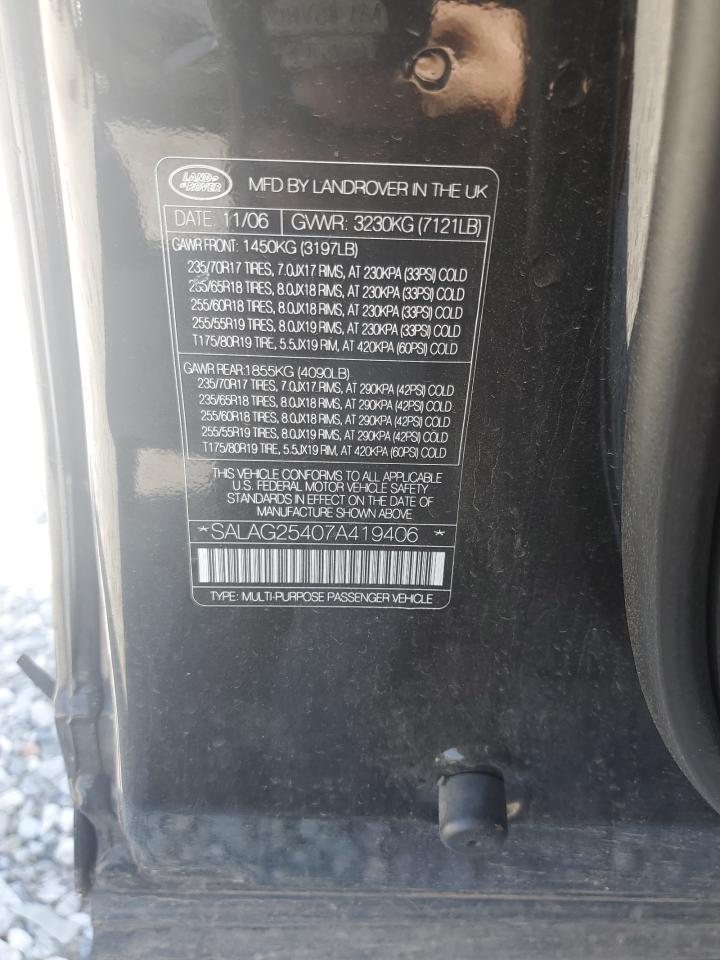 LAND-
-ROVER
MFD BY LANDROVER IN THE UK
DATE: 11/06 GVWR: 3230KG (7121LB)
GAWR FRONT: 1450KG (3197LB)
235/70R17 TIRES, 7.0JX17 RIMS, AT 230KPA (33PSI) COLD
255/65R18 TIRES, 8.0JX18 RIMS, AT 230KPA (33PSI) COLD
255/60R18 TIRES, 8.0JX18 RIMS, AT 230KPA (33PSI) COLD
255/55R19 TIRES, 8.0JX19 RIMS, AT 230KPA (33PSI) COLD
T175/80R19 TIRE, 5.5JX19 RIM, AT 420KPA (60PSI) COLD
GAWR REAR:1855KG (4090LB)
235/70R17 TIRES, 7.0JX17 RIMS, AT 290KPA (42PSI) COLD
235/65R18 TIRES, 8.0JX18 RIMS, AT 290KPA (42PSI) COLD
255/60R18 TIRES, 8.0JX18 RIMS, AT 290KPA (42PSI) COLD
255/55R19 TIRES, 8.0JX19 RIMS, AT 290KPA (42PSI) COLD
T175/80R19 TIRE, 5.5JX19 RIM, AT 420KPA (60PSI) COLD
THIS VEHICLE CONFORMS TO ALL APPLICABLE
U.S. FEDERAL MOTOR VEHICLE SAFETY
STANDARDS IN EFFECT ON THE DATE OF
MANUFACTURE SHOWN ABOVE
*SALAG25407A419406 *
TYPE: MULTI-PURPOSE PASSENGER VEHICLE